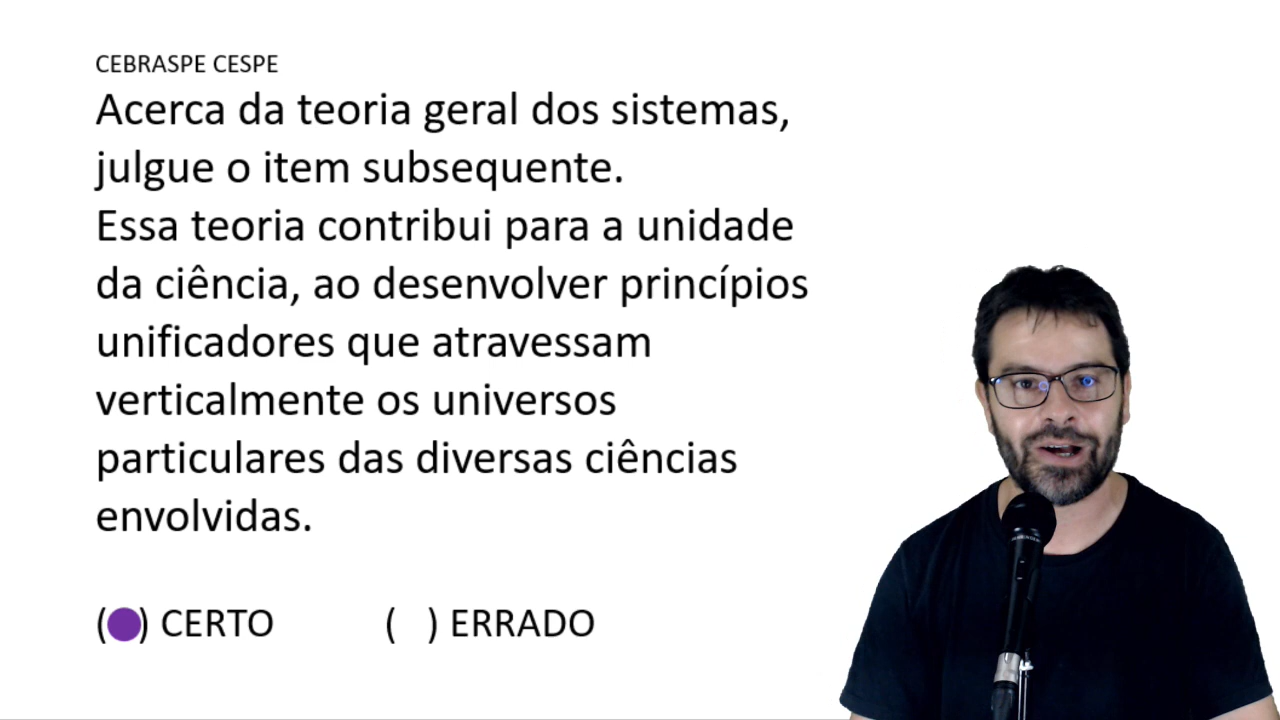 CEBRASPE CESPE
Acerca da teoria geral dos sistemas,
julgue o item subsequente.
Essa teoria contribui para a unidade
da ciência, ao desenvolver princípios
unificadores que atravessam
verticalmente os universos
particulares das diversas ciências
envolvidas.
( ) CERTO ( ) ERRADO